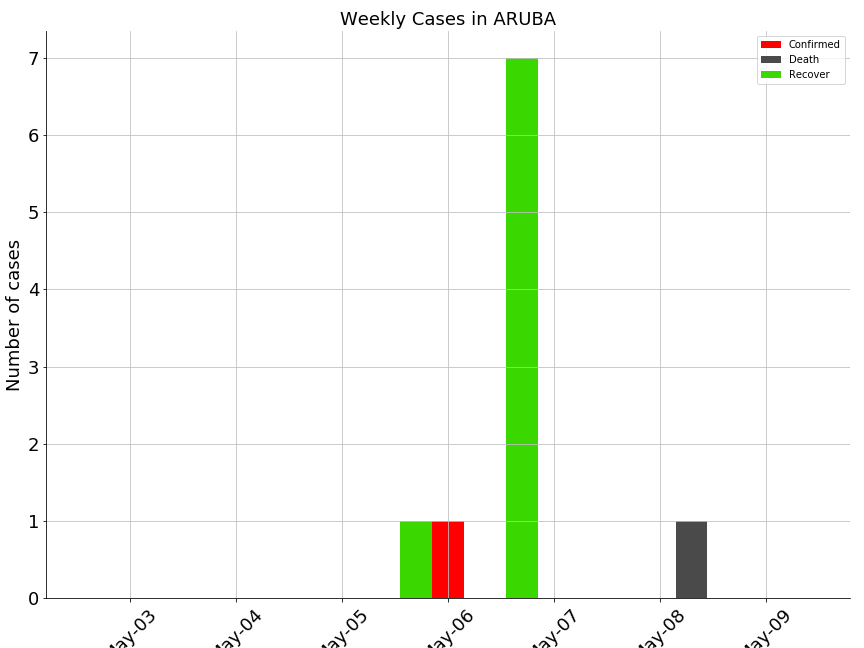 Weekly Cases in ARUBA
Confirmed
Death
Recover
Number of cases
7
6
5
4
3
2
1
0
May-03
May-04
May-05
May-06
May-07
May-08
May-09